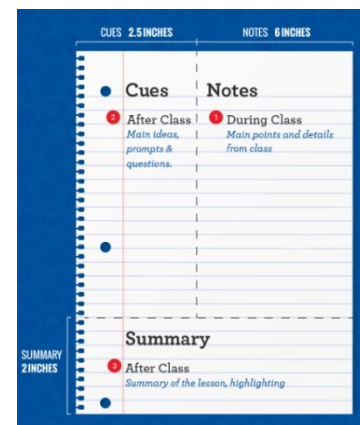 CUES 2.5 INCHES
NOTES 6 INCHES
Cues
2 After Class
Main ideas,
prompts &
questions.
Notes
1 During Class
Main points and details
from class
Summary
SUMMARY
2 INCHES
3 After Class
Summary of the lesson, highlighting